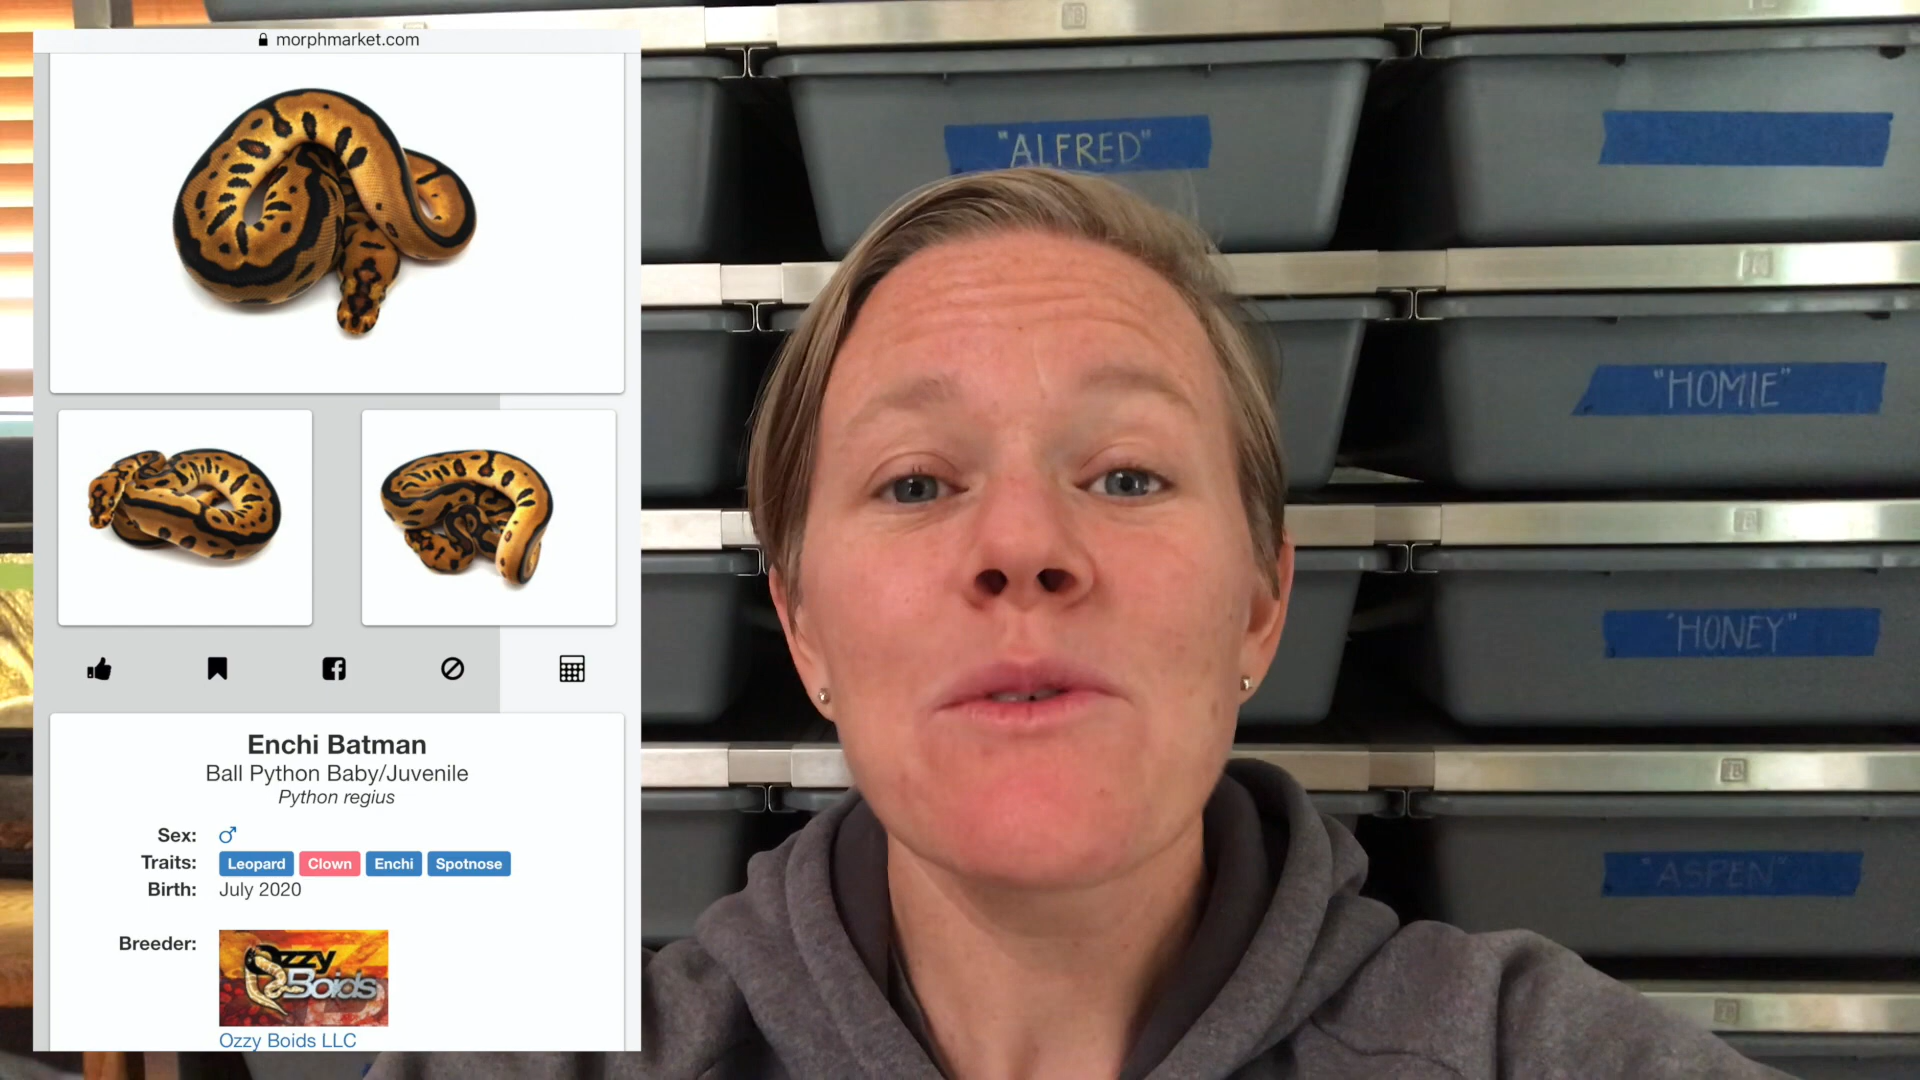 morphmarket.com
Enchi Batman
Ball Python Baby/Juvenile
Python regius
Sex: ♂
Traits: Leopard Clown Enchi Spotnose
Birth: July 2020
Breeder:
Ozzy
Boids
Ozzy Boids LLC
"ALFRED"
"HOMIE"
"HONEY"
"ASPEN"